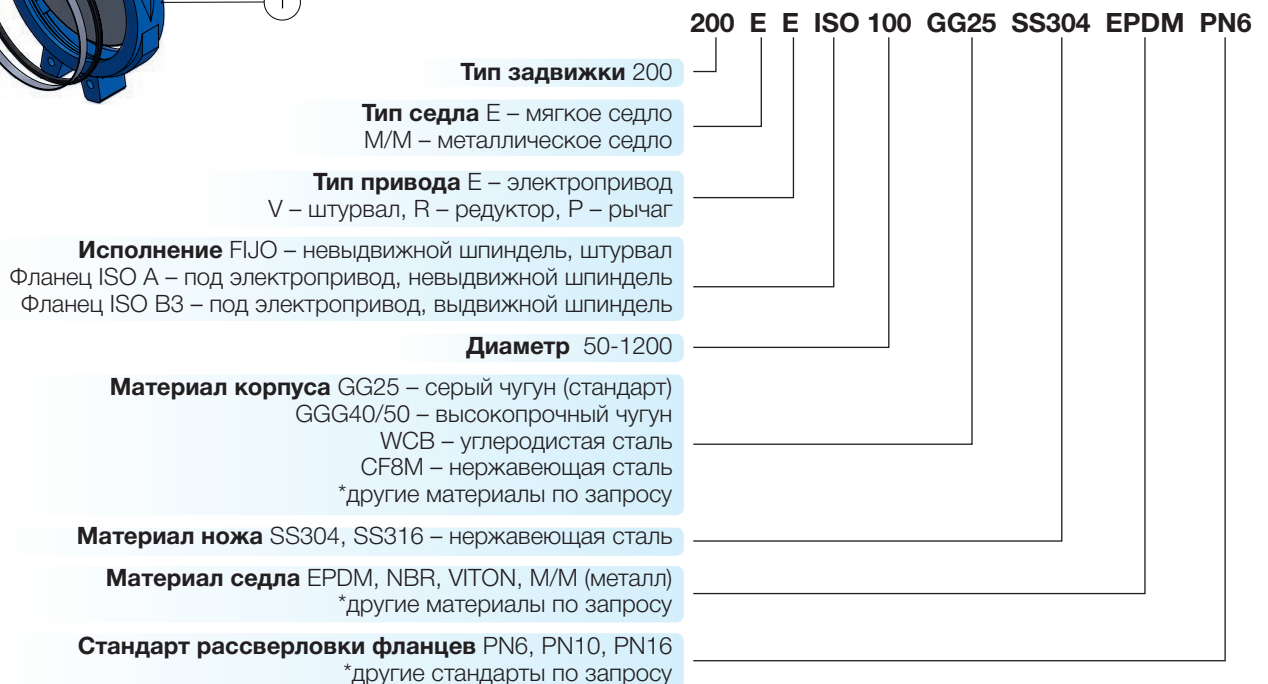 1
200 E E ISO 100 GG25 SS304 EPDM PN6
Тип задвижки 200
Тип седла E – мягкое седло
M/M – металлическое седло
Тип привода E – электропривод
V – штурвал, R – редуктор, P – рычаг
Исполнение FIJO – невыдвижной шпиндель, штурвал
Фланец ISO A – под электропривод, невыдвижной шпиндель
Фланец ISO B3 – под электропривод, выдвижной шпиндель
Диаметр 50-1200
Материал корпуса GG25 – серый чугун (стандарт)
GGG40/50 – высокопрочный чугун
WCB – углеродистая сталь
CF8M – нержавеющая сталь
*другие материалы по запросу
Материал ножа SS304, SS316 – нержавеющая сталь
Материал седла EPDM, NBR, VITON, M/M (металл)
*другие материалы по запросу
Стандарт рассверловки фланцев PN6, PN10, PN16
*другие стандарты по запросу